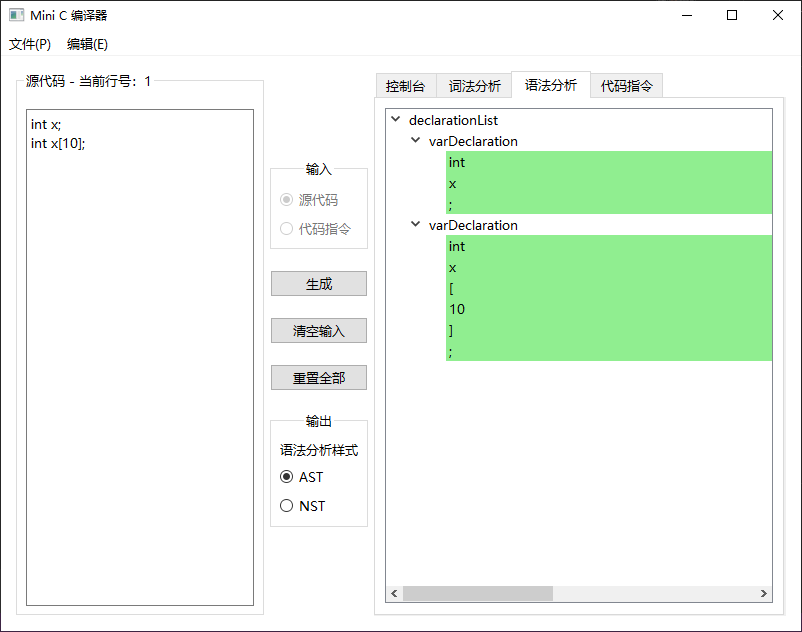 Mini C 编译器
文件(P) 编辑(E)
源代码 - 当前行号：1
int x;
int x[10];
输入
源代码
代码指令
生成
清空输入
重置全部
输出
语法分析样式
AST
NST
控制台 词法分析 语法分析 代码指令
declarationList
varDeclaration
int
x
;
varDeclaration
int
x
[
10
]
;